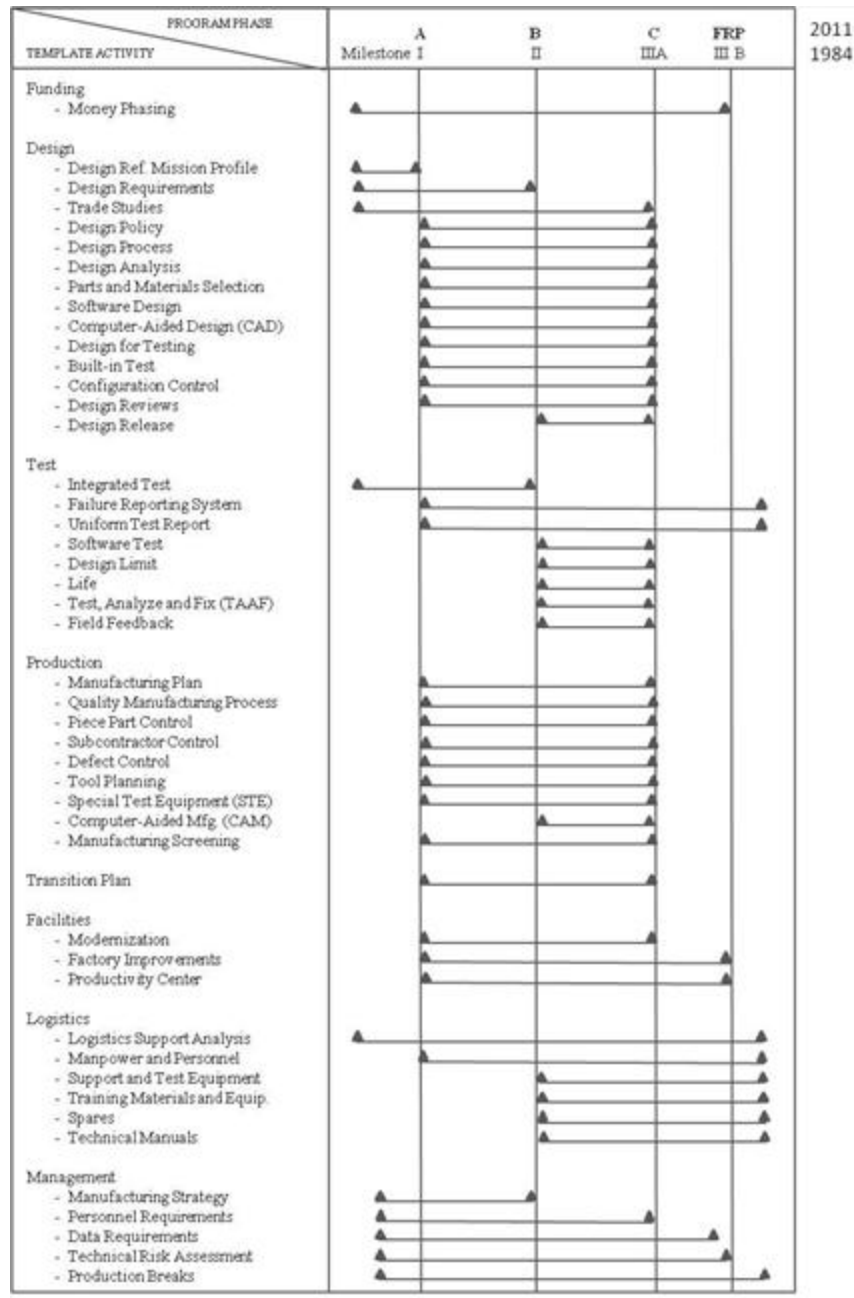 PROGRAM PHASE
A B C FRP 2011
TEMPLATE ACTIVITY Milestone I II IIIA III B 1984
Funding
- Money Phasing
Design
- Design Ref. Mission Profile
- Design Requirements
- Trade Studies
- Design Policy
- Design Process
- Design Analysis
- Parts and Materials Selection
- Software Design
- Computer-Aided Design (CAD)
- Design for Testing
- Built-in Test
- Configuration Control
- Design Reviews
- Design Release
Test
- Integrated Test
- Failure Reporting System
- Uniform Test Report
- Software Test
- Design Limit
- Life
- Test, Analyze and Fix (TAAF)
- Field Feedback
Production
- Manufacturing Plan
- Quality Manufacturing Process
- Piece Part Control
- Subcontractor Control
- Defect Control
- Tool Planning
- Special Test Equipment (STE)
- Computer-Aided Mfg. (CAM)
- Manufacturing Screening
Transition Plan
Facilities
- Modernization
- Factory Improvements
- Productivity Center
Logistics
- Logistics Support Analysis
- Manpower and Personnel
- Support and Test Equipment
- Training Materials and Equip.
- Spares
- Technical Manuals
Management
- Manufacturing Strategy
- Personnel Requirements
- Data Requirements
- Technical Risk Assessment
- Production Breaks